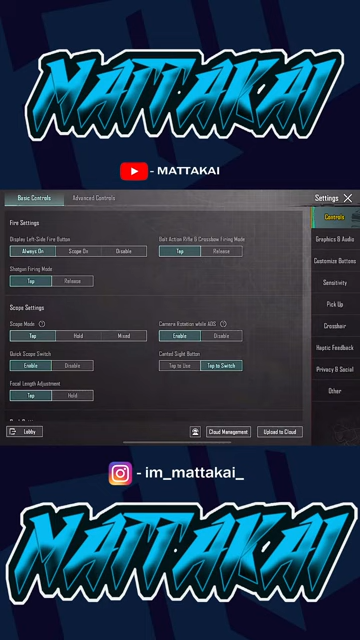 MATTAKAI
- MATTAKAI
Basic Controls Advanced Controls Settings
Controls
Fire Settings
Graphics & Audio
Display Left-Side Fire Button Bolt Action Rifle & Crossbow Firing Mode
Always On Scope On Disable Tap Release
Customize Buttons
Shotgun Firing Mode
Tap Release
Sensitivity
Pick Up
Scope Settings
Scope Mode ? Camera Rotation while ADS ?
Crosshair
Tap Hold Mixed Enable Disable
Haptic Feedback
Quick Scope Switch Canted Sight Button
Enable Disable Tap to Use Tap to Switch
Privacy & Social
Focal Length Adjustment
Tap Hold
Other
Lobby Cloud Management Upload to Cloud
- im_mattakai_
MATTAKAI